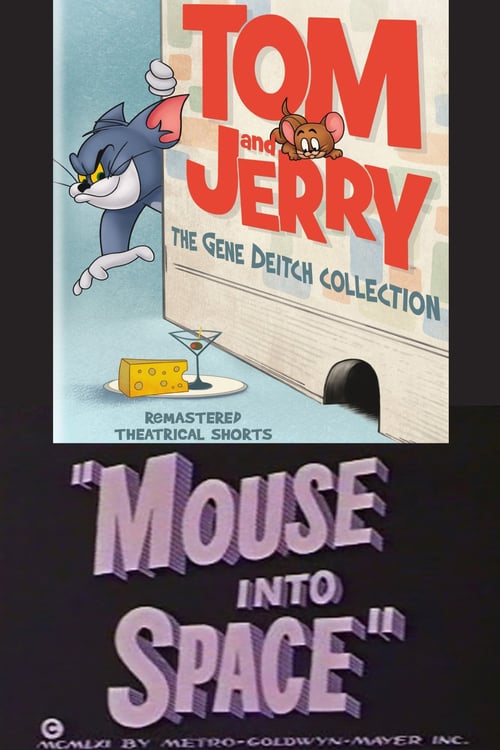 TOM
and
JERRY
THE GENE DEITCH COLLECTION
REMASTERED
THEATRICAL SHORTS
"MOUSE
INTO
SPACE"
©
MCMLXI BY METRO-GOLDWYN-MAYER INC.